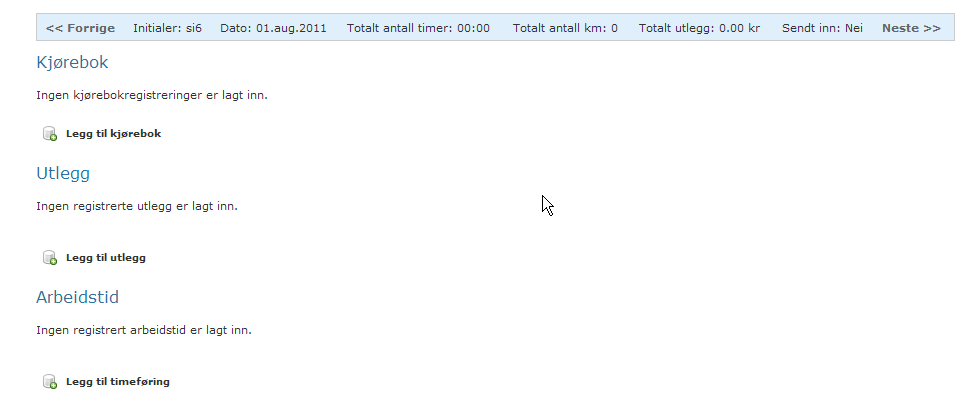 << Forrige Initialer: si6 Dato: 01.aug.2011 Totalt antall timer: 00:00 Totalt antall km: 0 Totalt utlegg: 0.00 kr Sendt inn: Nei Neste >>
Kjørebok
Ingen kjørebokregistreringer er lagt inn.
Legg til kjørebok
Utlegg
Ingen registrerte utlegg er lagt inn.
Legg til utlegg
Arbeidstid
Ingen registrert arbeidstid er lagt inn.
Legg til timeføring